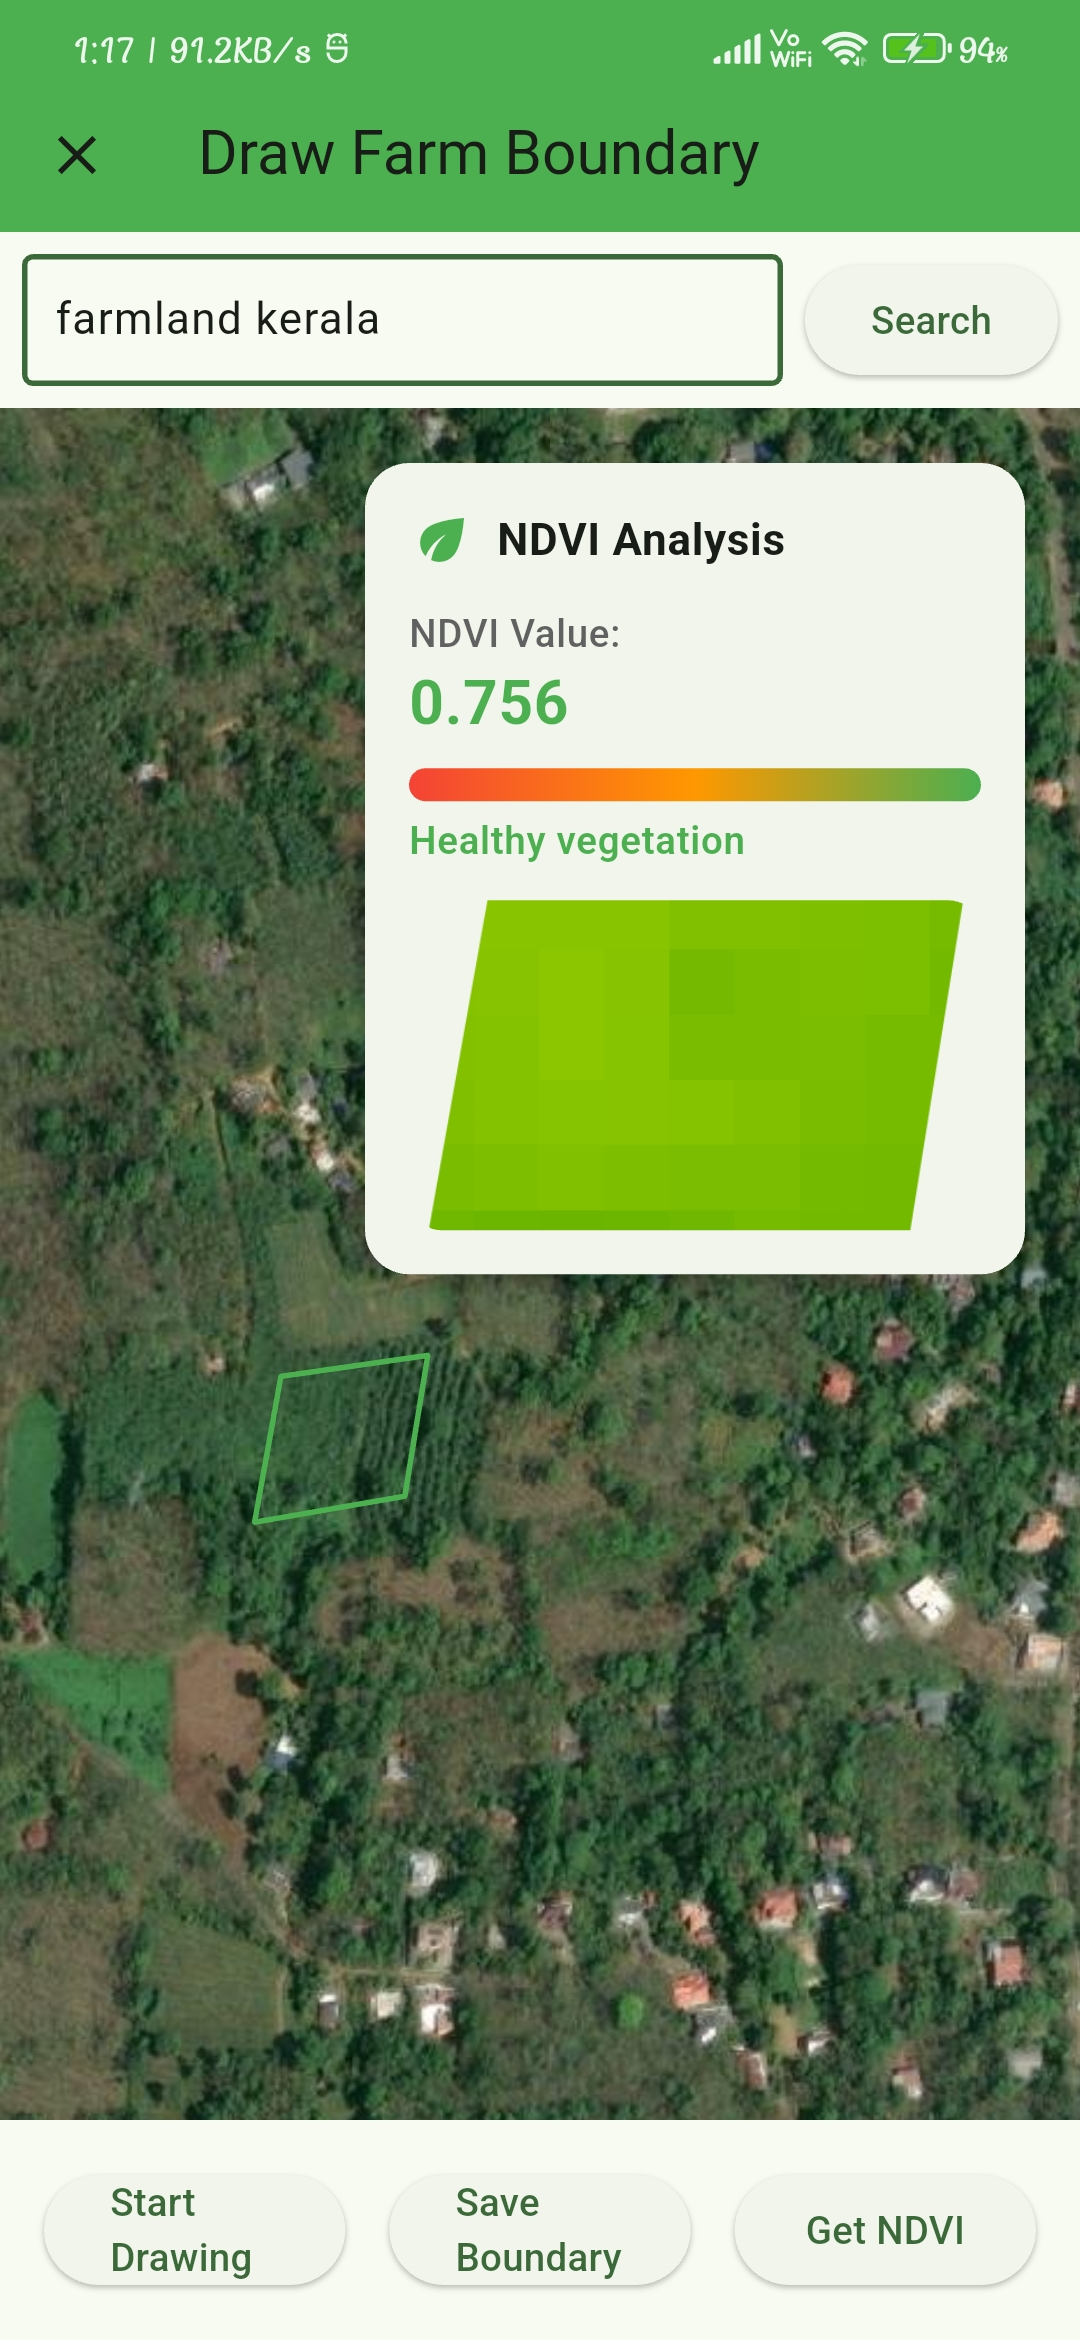 1:17 | 91.2KB/s
Vo WiFi 94%
Draw Farm Boundary
farmland kerala
Search
NDVI Analysis
NDVI Value:
0.756
Healthy vegetation
Start
Drawing
Save
Boundary
Get NDVI